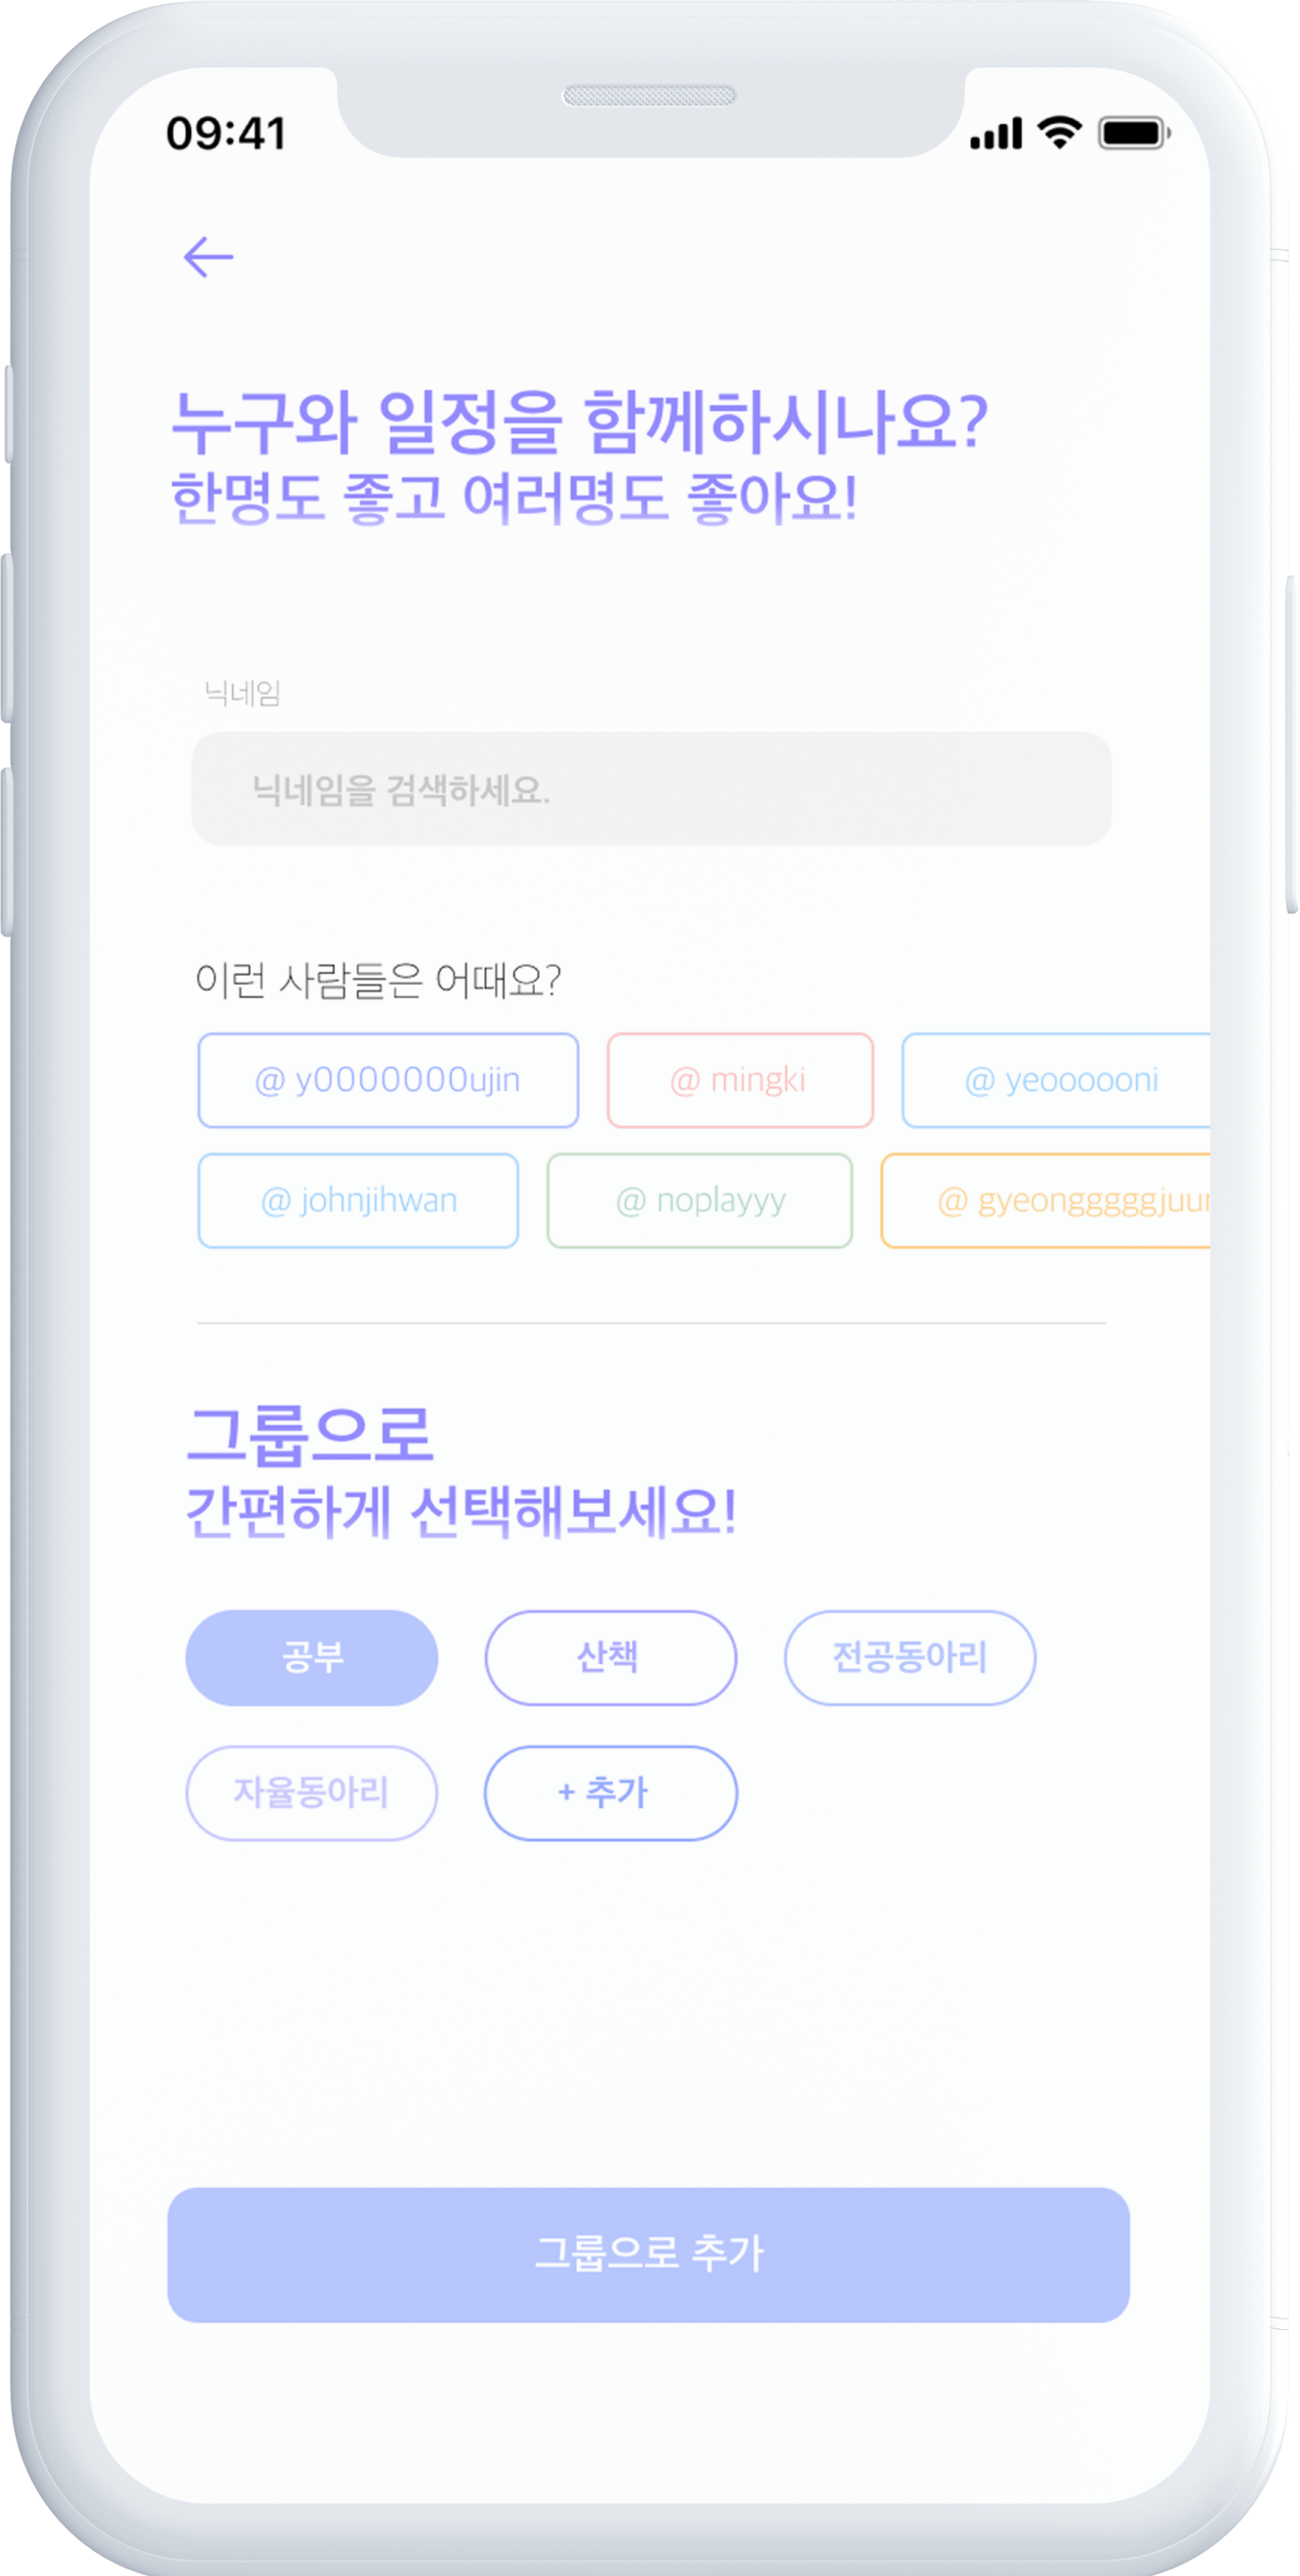 09:41
누구와 일정을 함께하시나요?
한명도 좋고 여러명도 좋아요!
닉네임
닉네임을 검색하세요.
이런 사람들은 어때요?
@ y0000000ujin
@ mingki
@ yeoooooni
@ johnjihwan
@ noplayyy
그룹으로
간편하게 선택해보세요!
공부
산책
전공동아리
자율동아리
+ 추가
그룹으로 추가